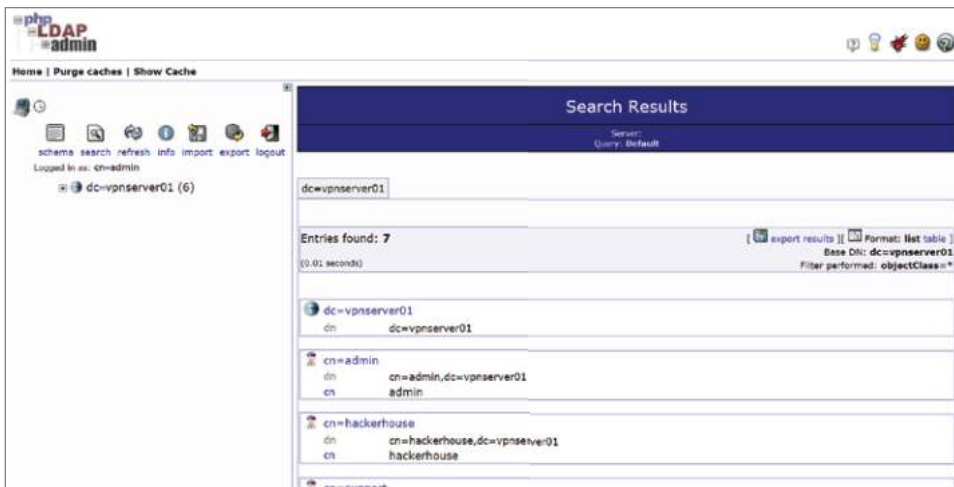 php
LDAP
admin
Home | Purge caches | Show Cache
schema search refresh info import export logout
Logged in as: cn=admin
dc=vpnserver01 (6)
Search Results
Server:
Query: Default
dc=vpnserver01
Entries found: 7
[ export results ][ Format: list table ]
Base DN: dc=vpnserver01
(0.01 seconds)
Filter performed: objectClass=*
dc=vpnserver01
dn dc=vpnserver01
cn=admin
dn cn=admin,dc=vpnserver01
cn admin
cn=hackerhouse
dn cn=hackerhouse,dc=vpnserver01
cn hackerhouse